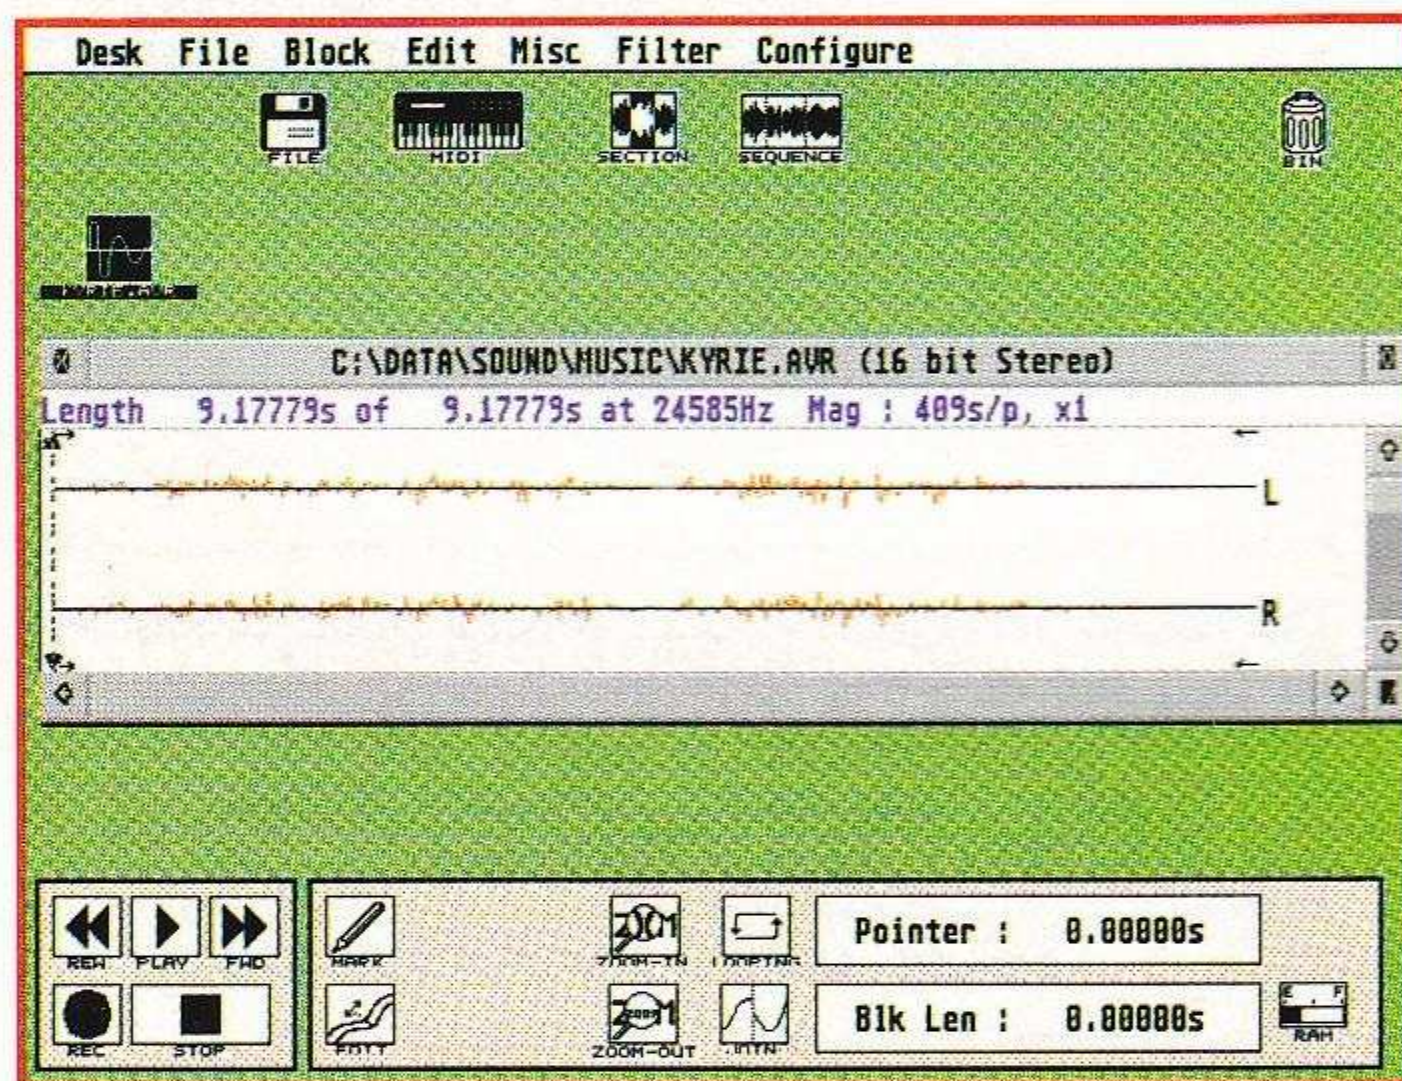 Desk File Block Edit Misc Filter Configure
FILE MIDI SECTION SEQUENCE BIN
C:\DATA\SOUND\MUSIC\KYRIE.AVR (16 bit Stereo)
Length 9.17779s of 9.17779s at 24585Hz Mag : 409s/p, x1
L
R
REW PLAY FWD MARK ZOOM-IN LOOPING Pointer : 0.00000s
REC STOP ZOOM-OUT Blk Len : 0.00000s E F RAM